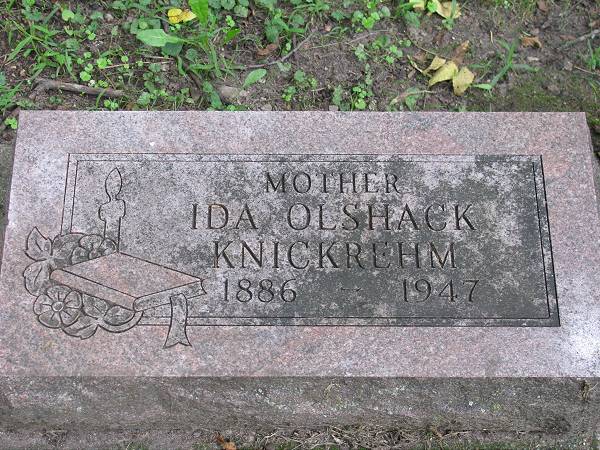 MOTHER
IDA OLSHACK
KNICKREHM
1886 – 1947